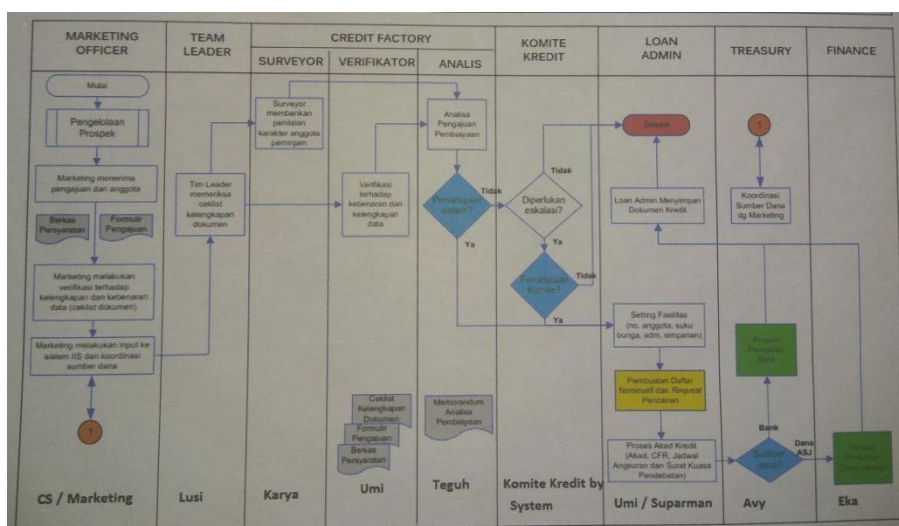 MARKETING
OFFICER
TEAM
LEADER
CREDIT FACTORY
SURVEYOR
VERIFIKATOR
ANALIS
KOMITE
KREDIT
LOAN
ADMIN
TREASURY
FINANCE
Mulai
Pengelolaan
Prospek
Marketing menerima
pengajuan dari anggota
Berkas
Persyaratan
Formulir
Pengajuan
Marketing melakukan
verifikasi terhadap
kelengkapan dan kebenaran
data (ceklist dokumen)
Marketing melakukan input ke
sistem IIS dan koordinasi
sumber dana
1
Tim Leader
memeriksa
ceklist
kelengkapan
dokumen
Surveyor
memberikan
penilaian
karakter anggota
peminjam
Verifikasi
terhadap
kebenaran dan
kelengkapan
data
Ceklist
Kelengkapan
Dokumen
Formulir
Pengajuan
Berkas
Persyaratan
Analisa
Pengajuan
Pembiayaan
Persetujuan
sistem?
Tidak
Ya
Memorandum
Analisa
Pembiayaan
Diperlukan
eskalasi?
Tidak
Ya
Persetujuan
Komite?
Tidak
Ya
Selesai
Loan Admin Menyimpan
Dokumen Kredit
Setting Fasilitas
(no, anggota, suku
bunga, adm, simpanan)
Pembuatan Daftar
Nominatif dan Request
Pencairan
Proses Akad Kredit
(Akad, CFR, Jadwal
Angsuran dan Surat Kuasa
Pendebetan)
1
Koordinasi
Sumber Dana
dg Marketing
Proses
Pencairan
Bank
Bank
Sumber
dana?
Dana
ASJ
CS / Marketing
Lusi
Karya
Umi
Teguh
Komite Kredit by
System
Umi / Suparman
Avy
Eka